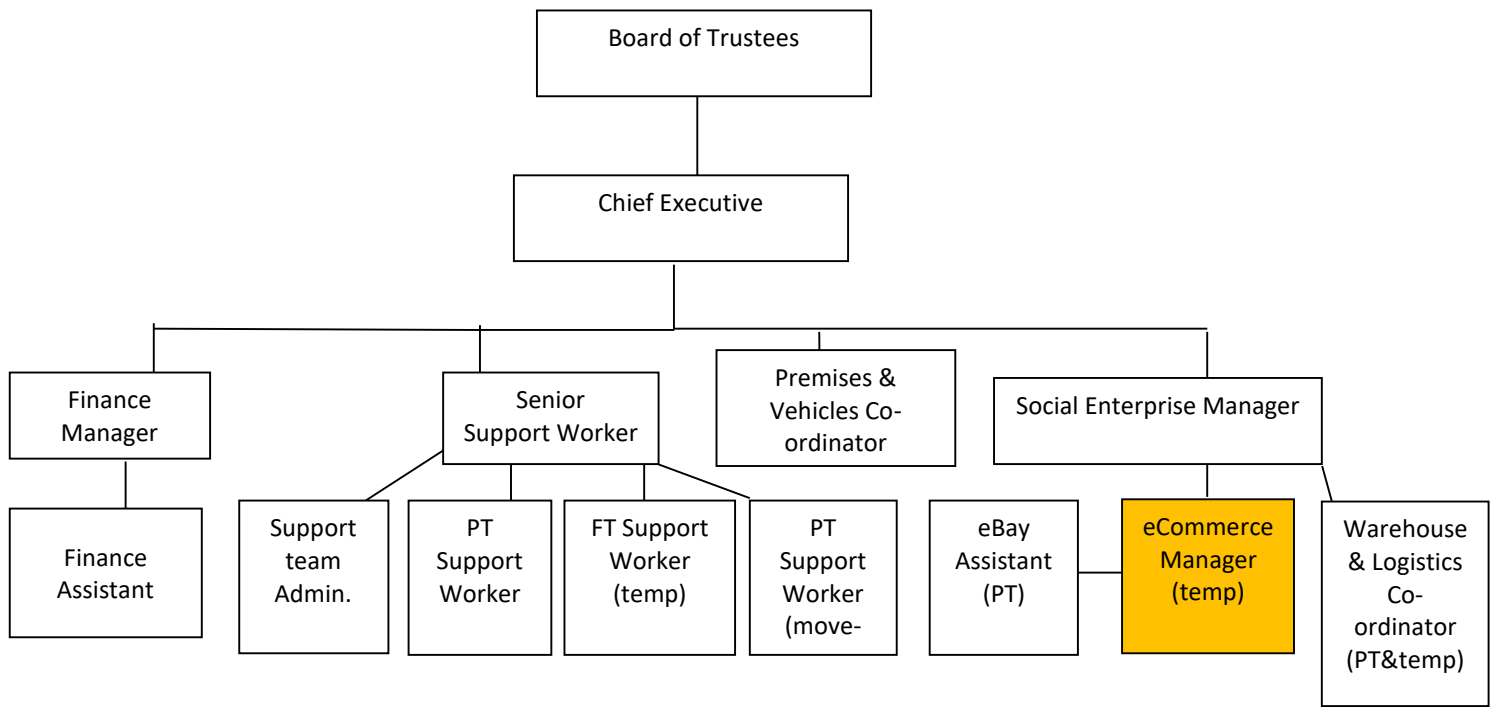 Board of Trustees
Chief Executive
Finance
Manager
Senior
Support Worker
Premises &
Vehicles Co-
ordinator
Social Enterprise Manager
Finance
Assistant
Support
team
Admin.
PT
Support
Worker
FT Support
Worker
(temp)
PT
Support
Worker
(move-
eBay
Assistant
(PT)
eCommerce
Manager
(temp)
Warehouse
& Logistics
Co-
ordinator
(PT&temp)